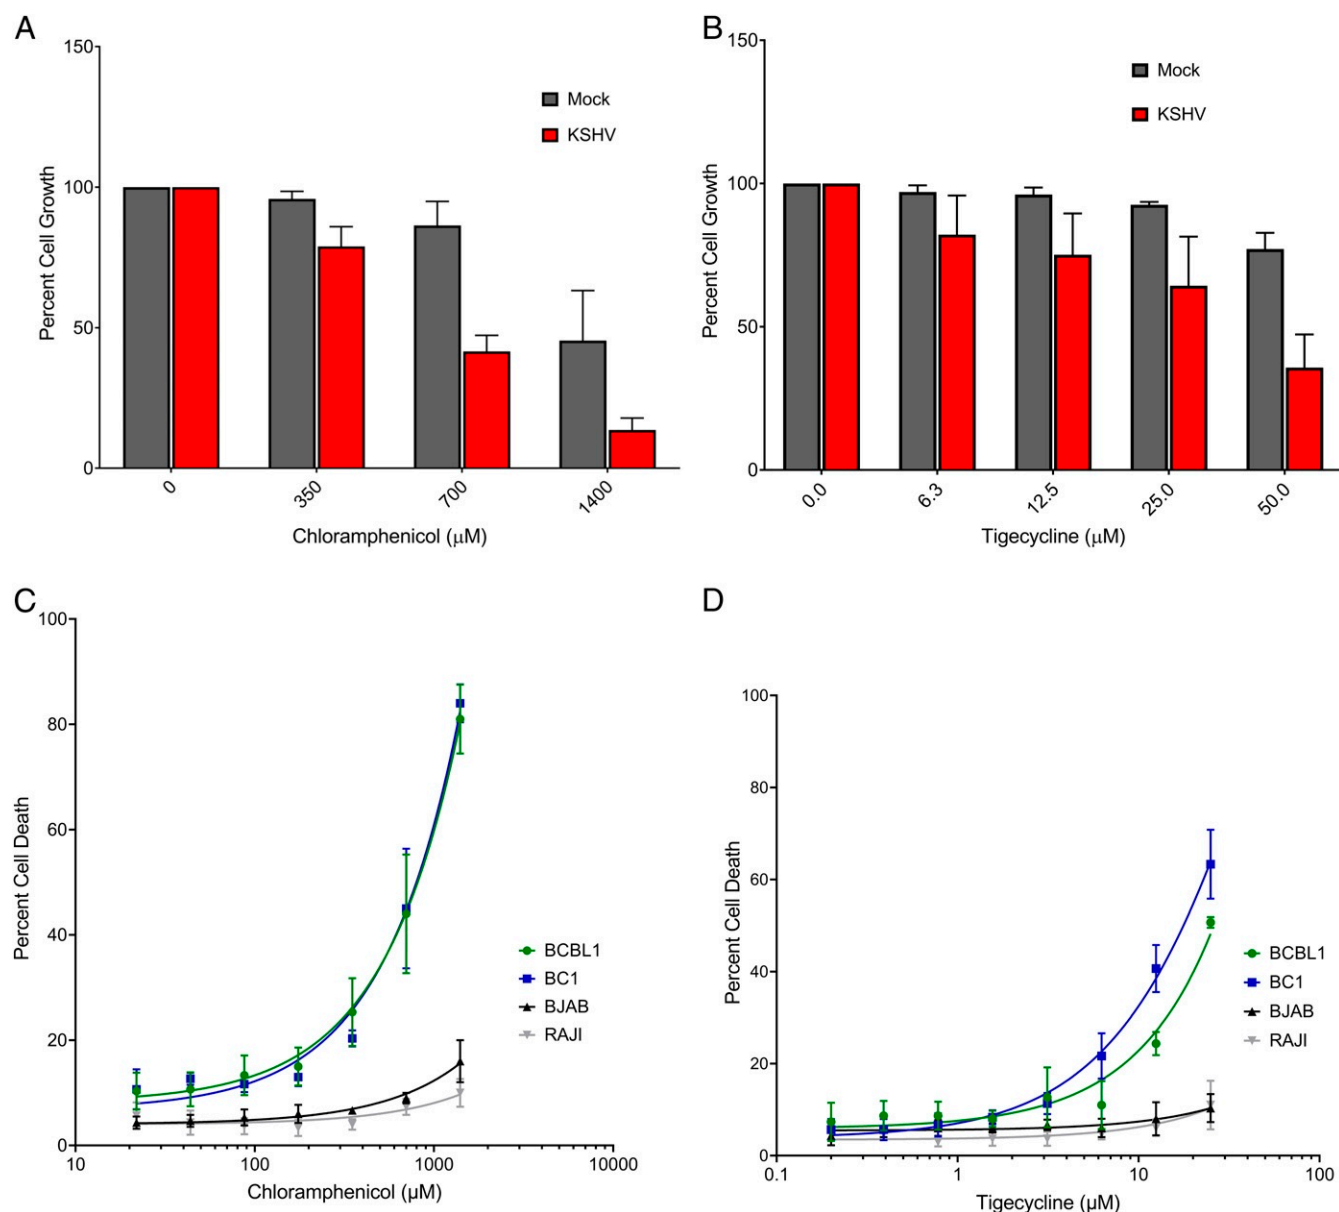 A
150
100
50
0
Percent Cell Growth
Mock
KSHV
0
350
700
1400
Chloramphenicol (μM)
B
150
100
50
0
Percent Cell Growth
Mock
KSHV
0.0
6.3
12.5
25.0
50.0
Tigecycline (μM)
C
100
80
60
40
20
0
Percent Cell Death
BCBL1
BC1
BJAB
RAJI
10
100
1000
10000
Chloramphenicol (μM)
D
100
80
60
40
20
0
Percent Cell Death
BCBL1
BC1
BJAB
RAJI
0.1
1
10
100
Tigecycline (μM)